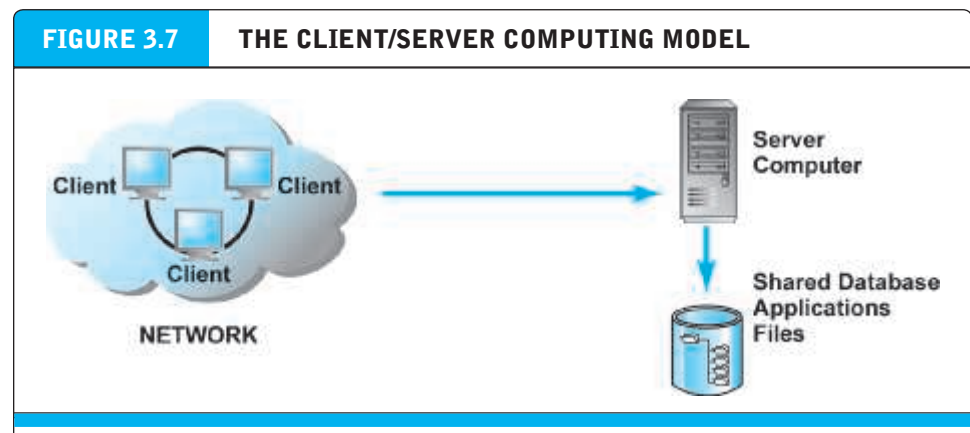 FIGURE 3.7 THE CLIENT/SERVER COMPUTING MODEL
Client
Client
Client
NETWORK
Server
Computer
Shared Database
Applications
Files